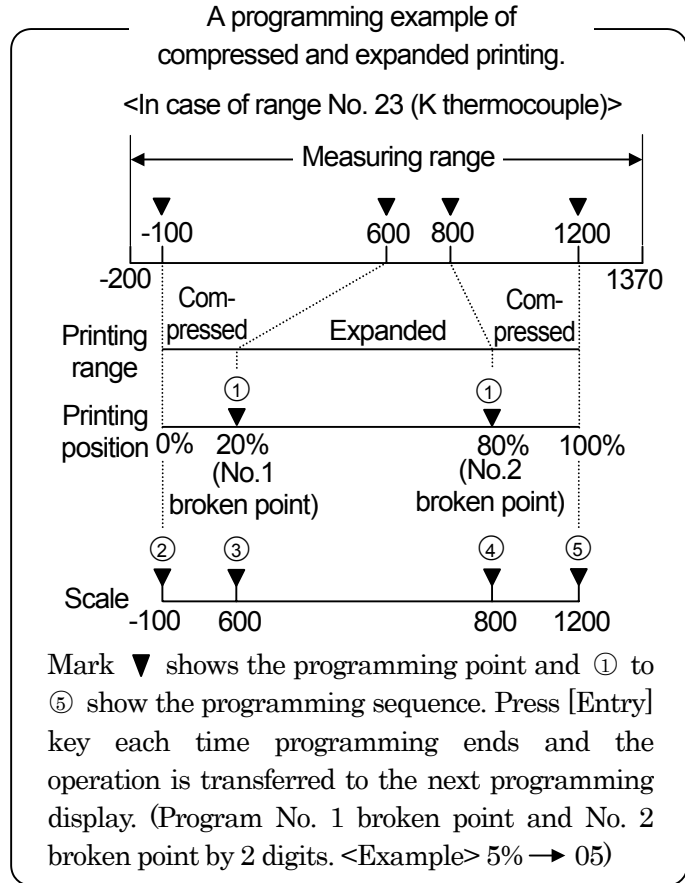 A programming example of
compressed and expanded printing.
<In case of range No. 23 (K thermocouple)>
Measuring range
-100 600 800 1200
-200 1370
Com-
pressed
Expanded
Com-
pressed
Printing
range
① ①
Printing
position
0% 20% 80% 100%
(No.1
broken point)
(No.2
broken point)
② ③ ④ ⑤
Scale
-100 600 800 1200
Mark ▼ shows the programming point and ① to
⑤ show the programming sequence. Press [Entry]
key each time programming ends and the
operation is transferred to the next programming
display. (Program No. 1 broken point and No. 2
broken point by 2 digits. <Example> 5% → 05)